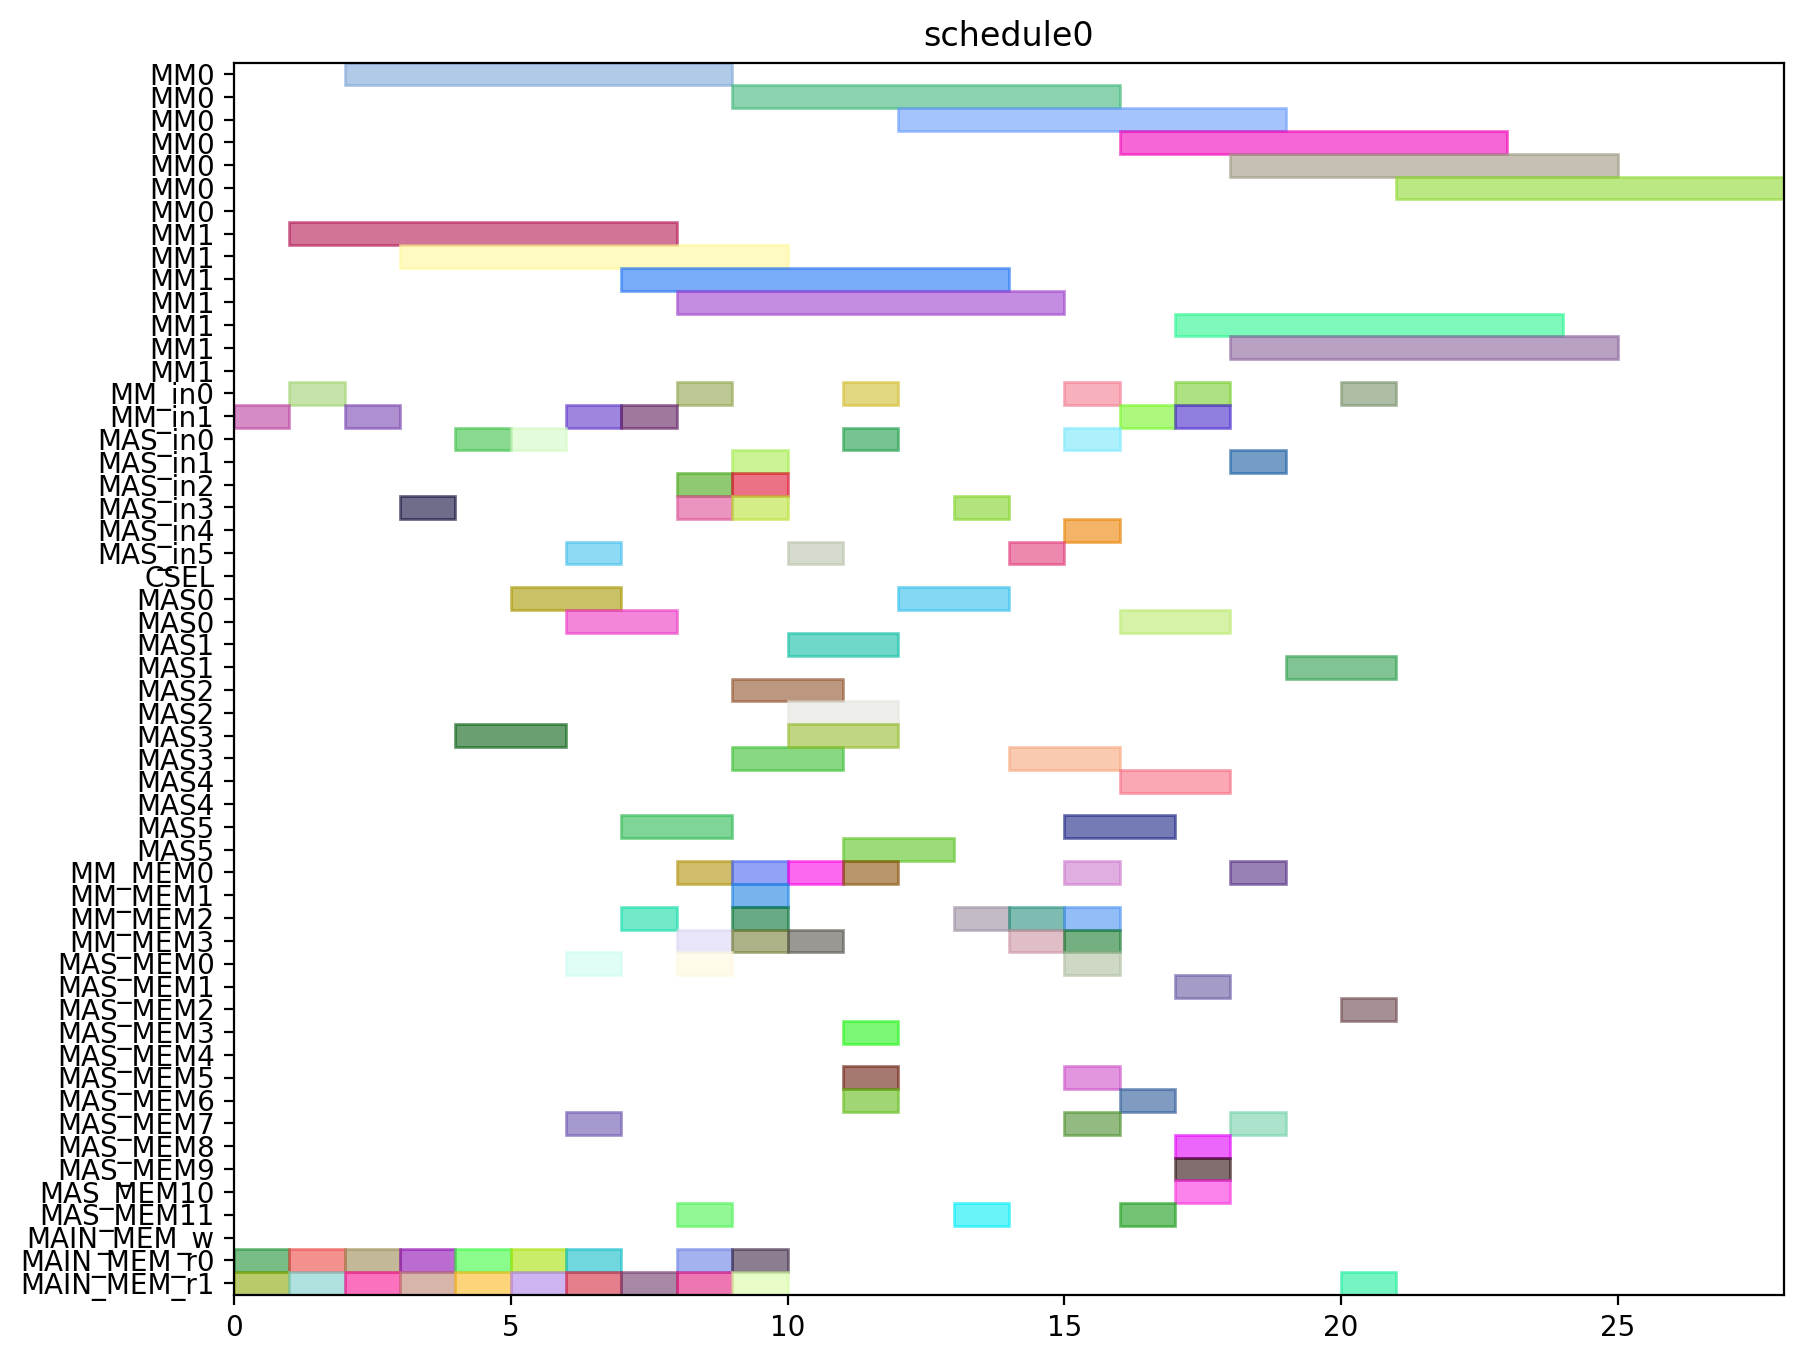 schedule0
MM0
MM0
MM0
MM0
MM0
MM0
MM0
MM1
MM1
MM1
MM1
MM1
MM1
MM1
MM_in0
MM_in1
MAS_in0
MAS_in1
MAS_in2
MAS_in3
MAS_in4
MAS_in5
CSEL
MAS0
MAS0
MAS1
MAS1
MAS2
MAS2
MAS3
MAS3
MAS4
MAS4
MAS5
MAS5
MM_MEM0
MM_MEM1
MM_MEM2
MM_MEM3
MAS_MEM0
MAS_MEM1
MAS_MEM2
MAS_MEM3
MAS_MEM4
MAS_MEM5
MAS_MEM6
MAS_MEM7
MAS_MEM8
MAS_MEM9
MAS_MEM10
MAS_MEM11
MAIN_MEM_w
MAIN_MEM_r0
MAIN_MEM_r1
0 5 10 15 20 25